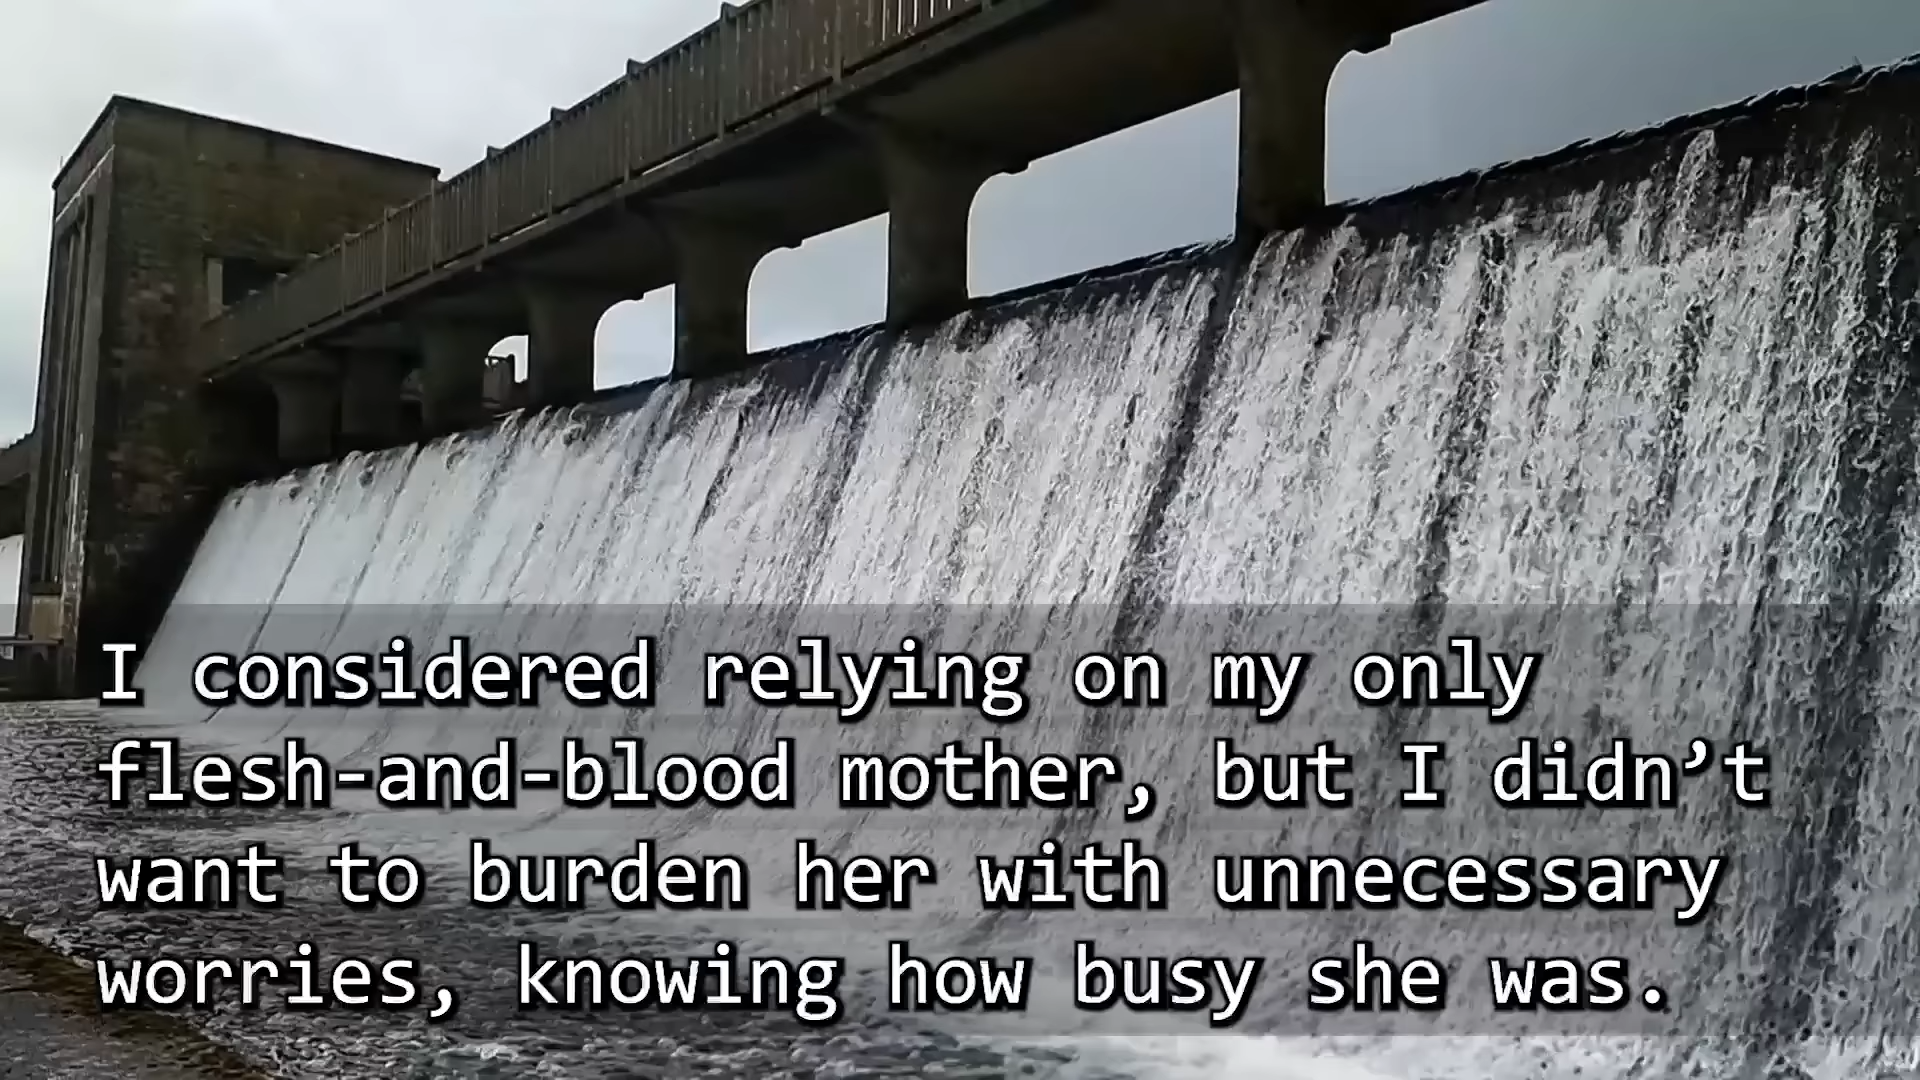 I considered relying on my only
flesh-and-blood mother, but I didn’t
want to burden her with unnecessary
worries, knowing how busy she was.